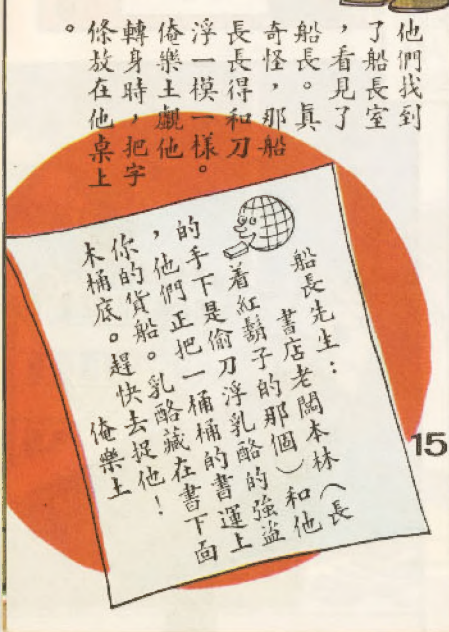 他們找到
了船長室
，看見了
船長。真
奇怪，那船
長長得和刀
浮一模一樣。
俺樂土覷他
轉身時，把字
條放在他桌上
。
船長先生：
書店老闆本林（長
着紅鬍子的那個）和他
的手下是偷刀浮乳酪的強盜
，他們正把一桶桶的書運上
你的貨船。乳酪藏在書下面
木桶底。趕快去捉他！
俺樂土
15